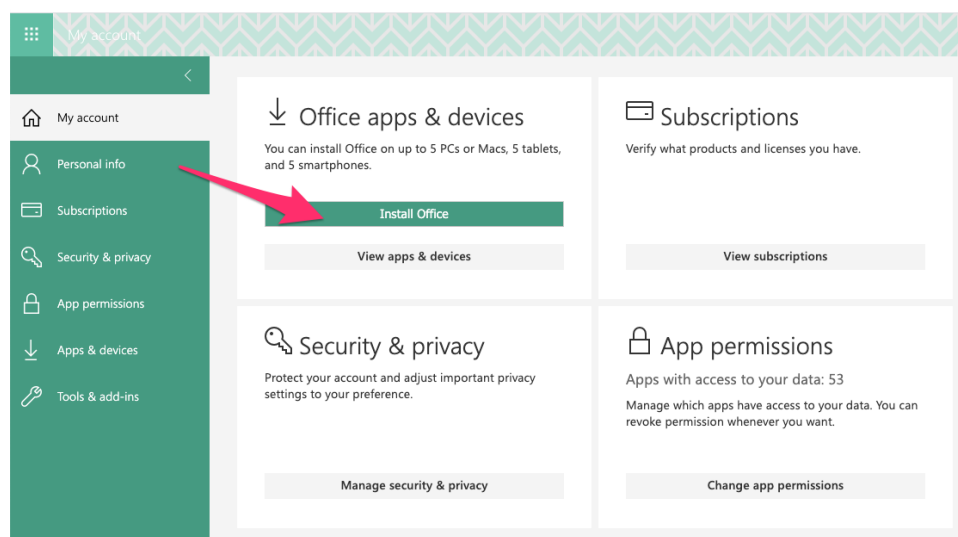 My account
My account
Personal info
Subscriptions
Security & privacy
App permissions
Apps & devices
Tools & add-ins
Office apps & devices
You can install Office on up to 5 PCs or Macs, 5 tablets,
and 5 smartphones.
Install Office
View apps & devices
Subscriptions
Verify what products and licenses you have.
View subscriptions
Security & privacy
Protect your account and adjust important privacy
settings to your preference.
Manage security & privacy
App permissions
Apps with access to your data: 53
Manage which apps have access to your data. You can
revoke permission whenever you want.
Change app permissions